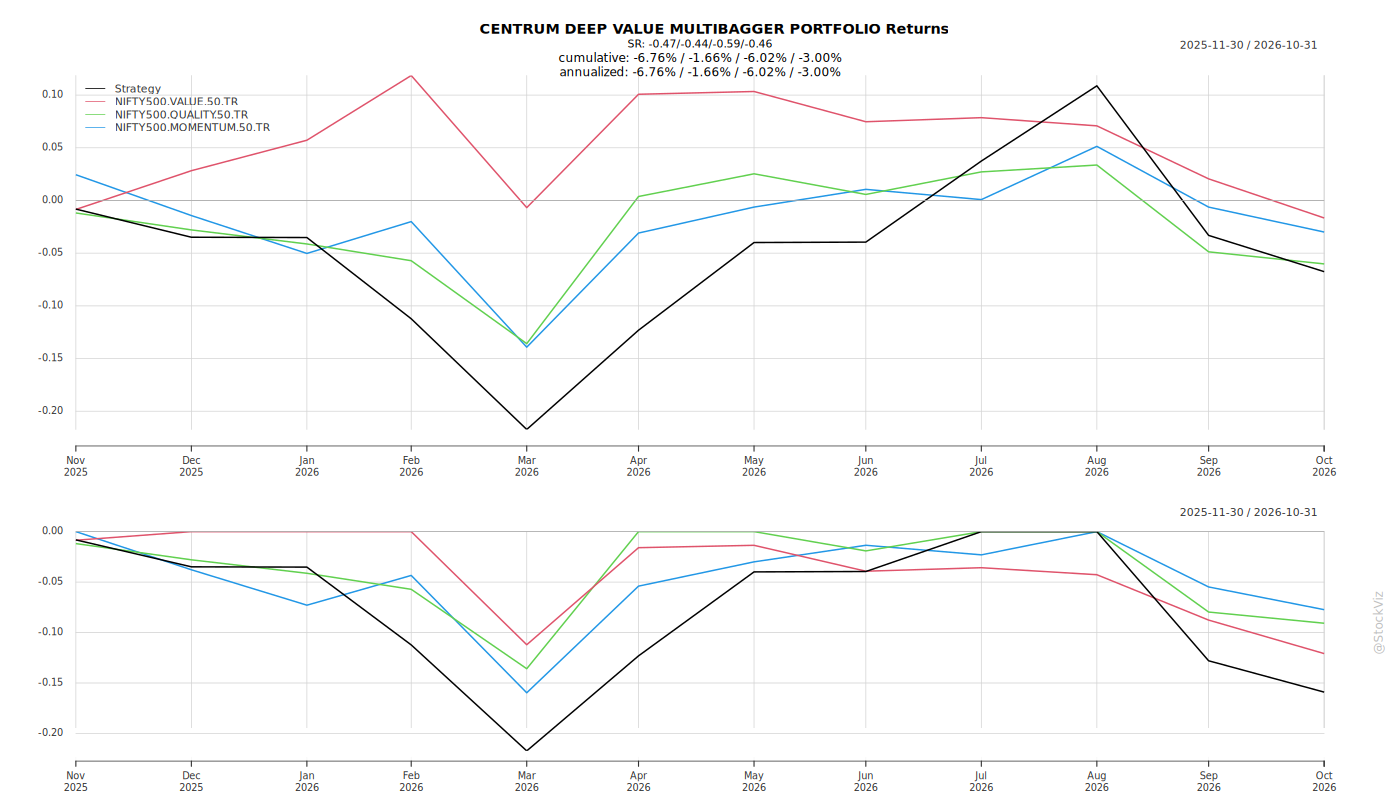 CENTRUM DEEP VALUE MULTIBAGGER PORTFOLIO Returns
SR: -0.47/-0.44/-0.59/-0.46
cumulative: -6.76% / -1.66% / -6.02% / -3.00%
annualized: -6.76% / -1.66% / -6.02% / -3.00%
2025-11-30 / 2026-10-31
Strategy
NIFTY500.VALUE.50.TR
NIFTY500.QUALITY.50.TR
NIFTY500.MOMENTUM.50.TR
0.10
0.05
0.00
-0.05
-0.10
-0.15
-0.20
Nov Dec Jan Feb Mar Apr May Jun Jul Aug Sep Oct
2025 2025 2026 2026 2026 2026 2026 2026 2026 2026 2026 2026
2025-11-30 / 2026-10-31
0.00
-0.05
-0.10
-0.15
-0.20
Nov Dec Jan Feb Mar Apr May Jun Jul Aug Sep Oct
2025 2025 2026 2026 2026 2026 2026 2026 2026 2026 2026 2026
@StockViz